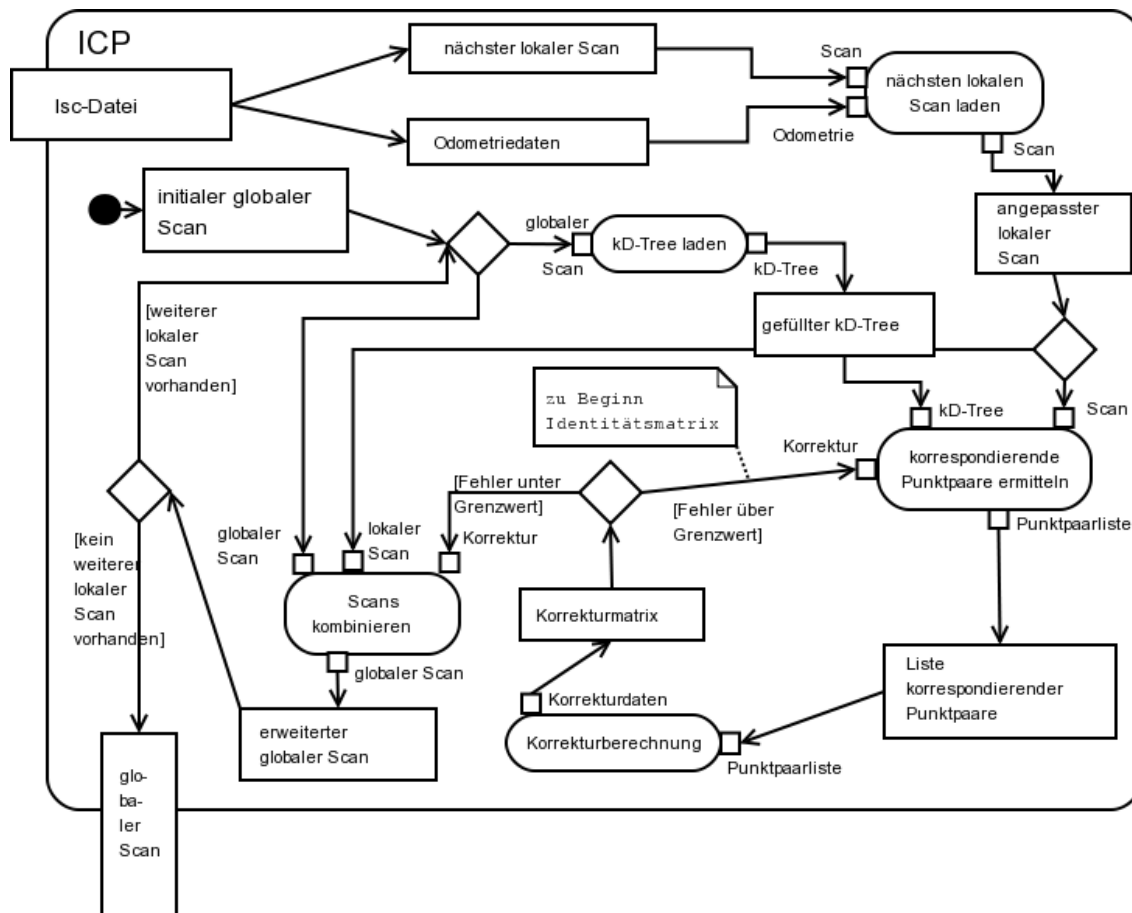 ICP
lsc-Datei
nächster lokaler Scan
Odometriedaten
Scan
Odometrie
nächsten lokalen
Scan laden
Scan
initialer globaler
Scan
globaler
Scan
kD-Tree laden
kD-Tree
angepasster
lokaler
Scan
[weiterer
lokaler
Scan
vorhanden]
gefüllter kD-Tree
zu Beginn
Identitätsmatrix
kD-Tree
Scan
Korrektur
korrespondierende
Punktpaare ermitteln
[Fehler unter
Grenzwert]
[Fehler über
Grenzwert]
Punktpaarliste
[kein
weiterer
lokaler
Scan
vorhanden]
globaler
Scan
lokaler
Scan
Korrektur
Scans
kombinieren
Korrekturmatrix
globaler Scan
Korrekturdaten
Liste
korrespondierender
Punktpaare
erweiterter
globaler Scan
Korrekturberechnung
Punktpaarliste
glo-
ba-
ler
Scan